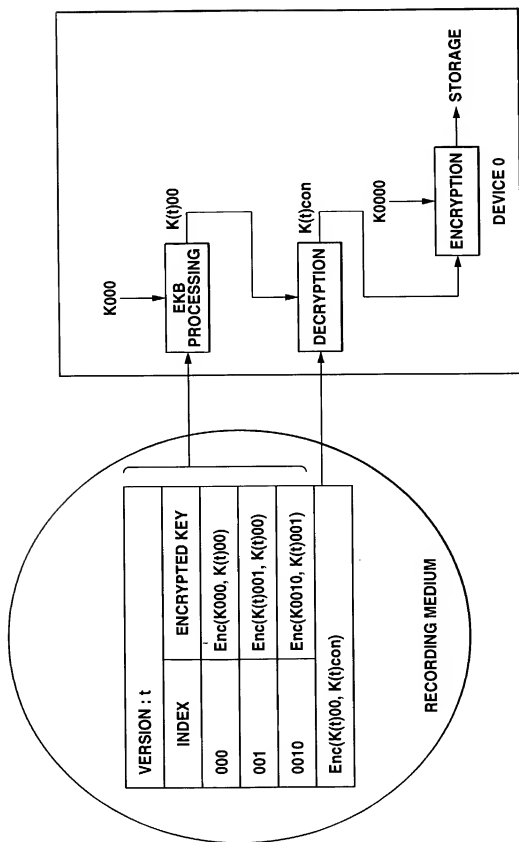 VERSION : t
INDEX ENCRYPTED KEY
000 Enc(K000, K(t)00)
001 Enc(K(t)001, K(t)00)
0010 Enc(K0010, K(t)001)
Enc(K(t)00, K(t)con)
RECORDING MEDIUM
K000
EKB
PROCESSING
K(t)00
DECRYPTION
K(t)con
K0000
ENCRYPTION
STORAGE
DEVICE 0